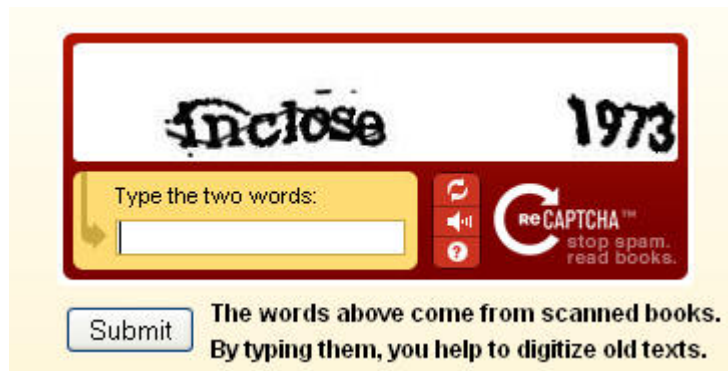 inclose 1973
Type the two words:
ReCAPTCHA™
stop spam.
read books.
Submit
The words above come from scanned books.
By typing them, you help to digitize old texts.